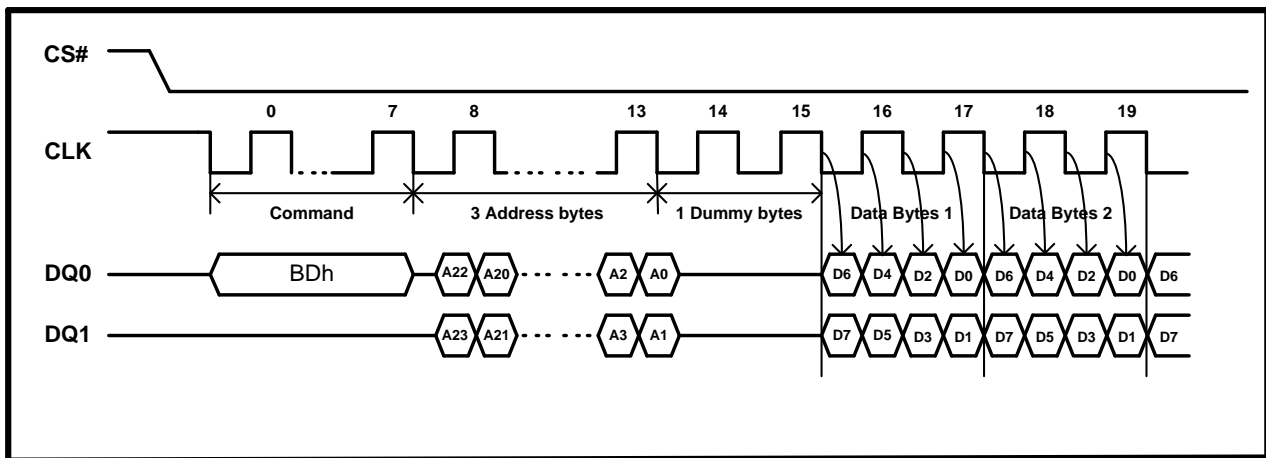 CS#
0 7 8 13 14 15 16 17 18 19
CLK
Command 3 Address bytes 1 Dummy bytes Data Bytes 1 Data Bytes 2
DQ0 BDh A22 A20 A2 A0 D6 D4 D2 D0 D6 D4 D2 D0 D6
DQ1 A23 A21 A3 A1 D7 D5 D3 D1 D7 D5 D3 D1 D7